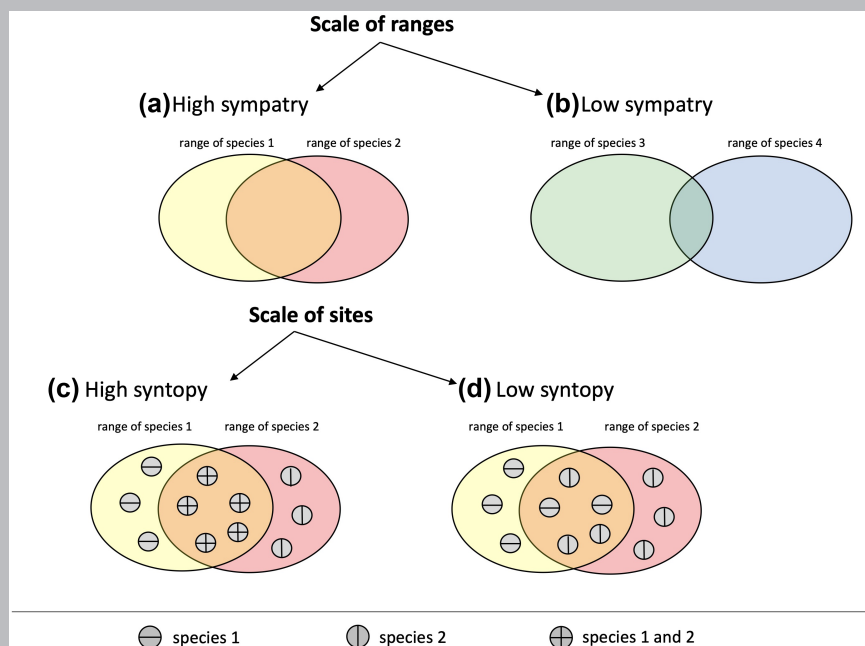 Scale of ranges
(a) High sympatry
(b) Low sympatry
range of species 1
range of species 2
range of species 3
range of species 4
Scale of sites
(c) High syntopy
(d) Low syntopy
range of species 1
range of species 2
range of species 1
range of species 2
species 1
species 2
species 1 and 2